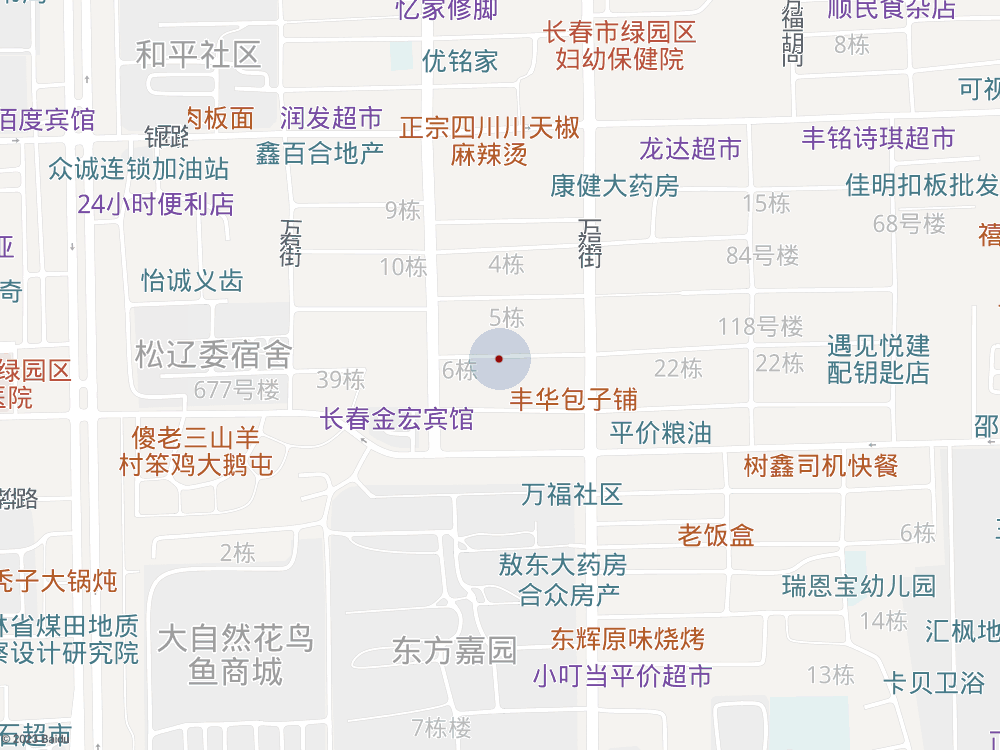 忆家修脚
顺民食杂店
长春市绿园区
妇幼保健院
8栋
和平社区
优铭家
可视
佰度宾馆
肉板面
润发超市
正宗四川川天椒
麻辣烫
龙达超市
丰铭诗琪超市
众诚连锁加油站
鑫百合地产
24小时便利店
康健大药房
佳明扣板批发
15栋
9栋
68号楼
万福街
亚
10栋
4栋
84号楼
禧
怡诚义齿
奇
5栋
118号楼
松辽委宿舍
遇见悦建
配钥匙店
绿园区
医院
677号楼
39栋
6栋
22栋
22栋
丰华包子铺
长春金宏宾馆
平价粮油
邵
傻老三山羊
村笨鸡大鹅屯
树鑫司机快餐
万福社区
老饭盒
6栋
2栋
敖东大药房
合众房产
秃子大锅炖
瑞恩宝幼儿园
14栋
林省煤田地质
察设计研究院
大自然花鸟
鱼商城
东方嘉园
东辉原味烧烤
汇枫地
小叮当平价超市
13栋
卡贝卫浴
7栋楼
石超市
© 2023 Baidu